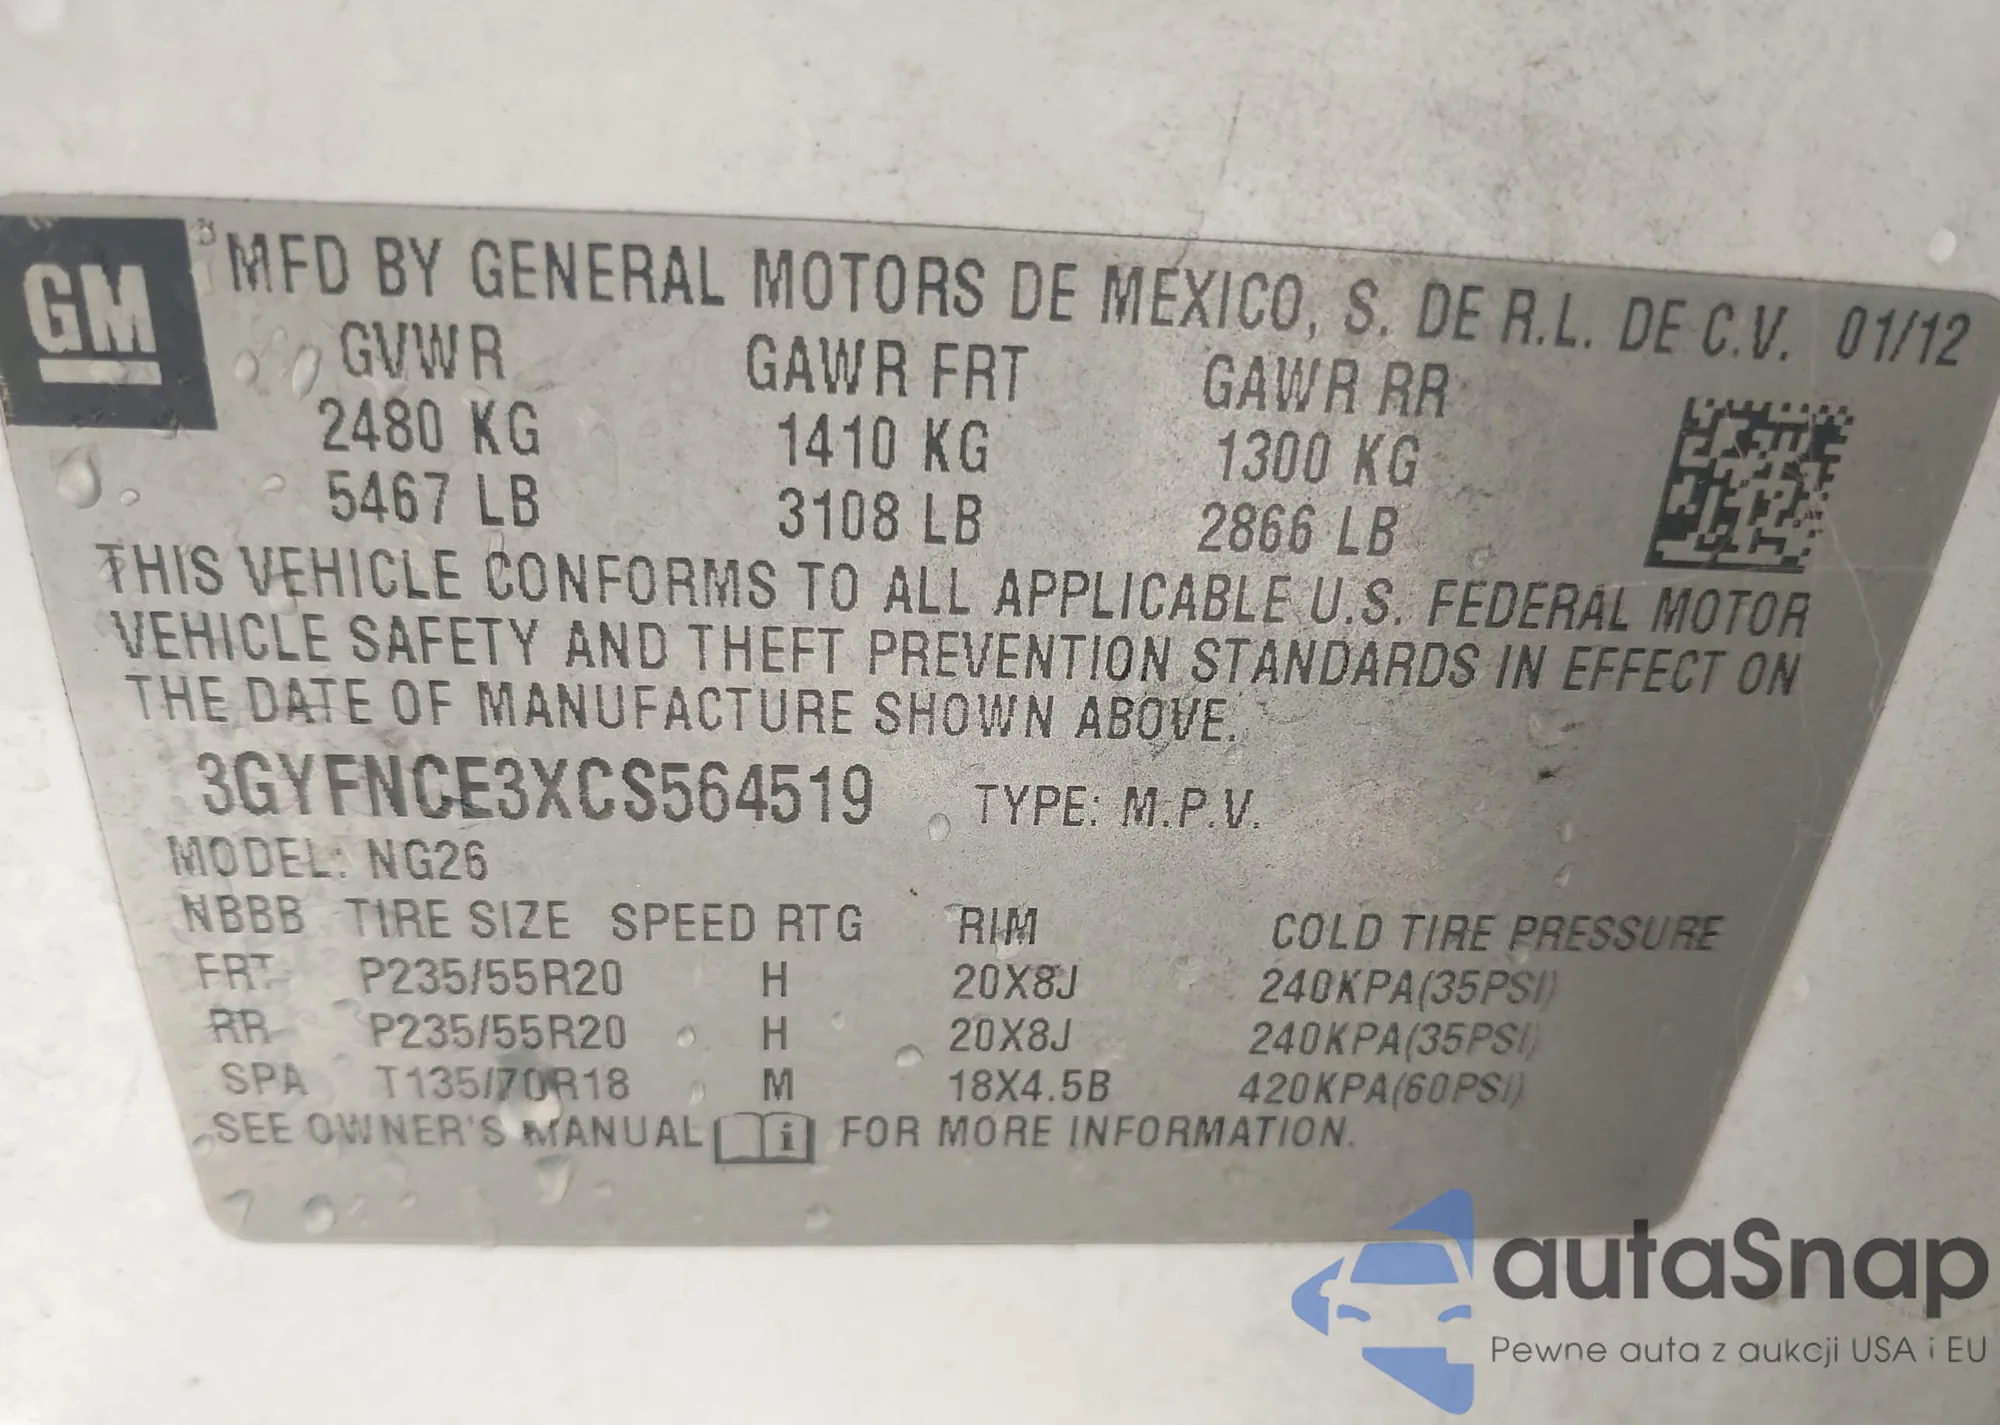 GM
MFD BY GENERAL MOTORS DE MEXICO, S. DE R.L. DE C.V. 01/12
GVWR GAWR FRT GAWR RR
2480 KG 1410 KG 1300 KG
5467 LB 3108 LB 2866 LB
THIS VEHICLE CONFORMS TO ALL APPLICABLE U.S. FEDERAL MOTOR
VEHICLE SAFETY AND THEFT PREVENTION STANDARDS IN EFFECT ON
THE DATE OF MANUFACTURE SHOWN ABOVE.
3GYFNCE3XCS564519 TYPE: M.P.V.
MODEL: NG26
NBBB TIRE SIZE SPEED RTG RIM COLD TIRE PRESSURE
FRT P235/55R20 H 20X8J 240KPA(35PSI)
RR P235/55R20 H 20X8J 240KPA(35PSI)
SPA T135/70R18 M 18X4.5B 420KPA(60PSI)
SEE OWNER'S MANUAL i FOR MORE INFORMATION.
autaSnap
Pewne auta z aukcji USA i EU